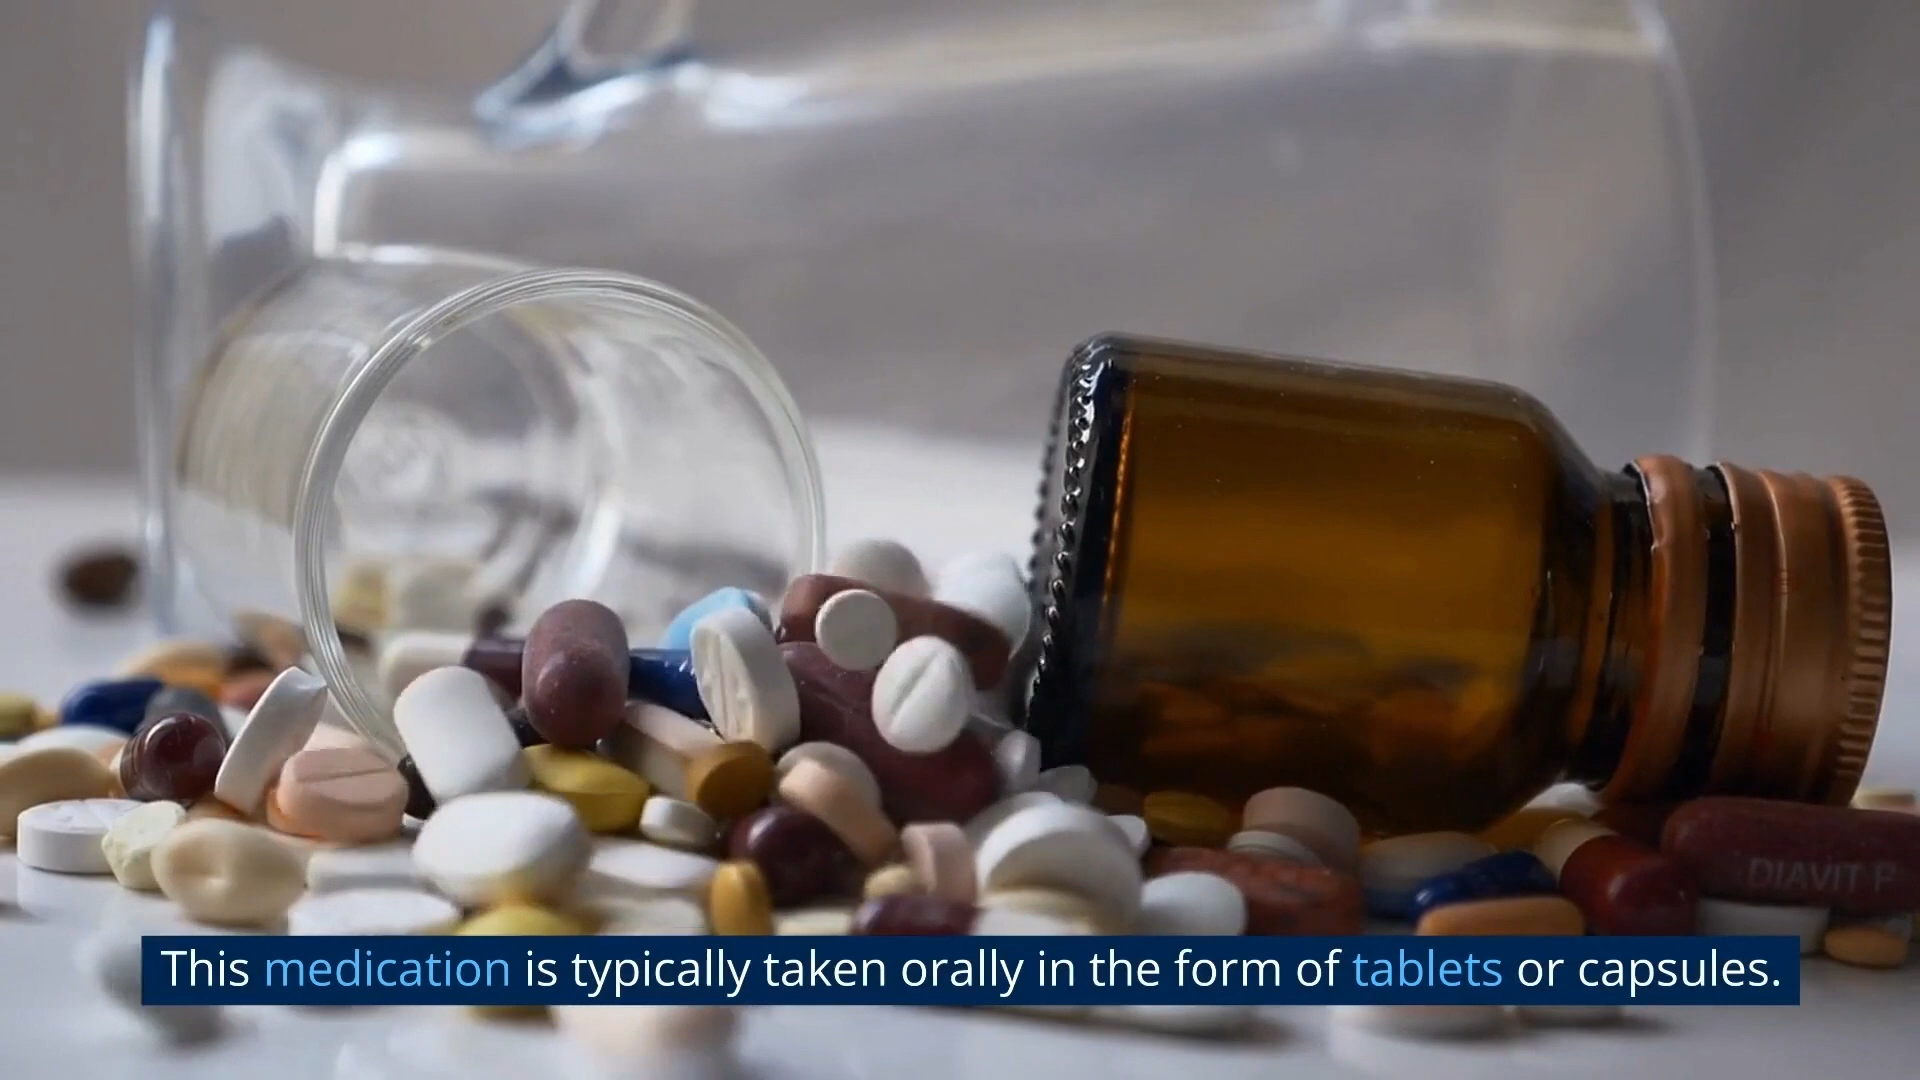 DIAVIT P
This medication is typically taken orally in the form of tablets or capsules.